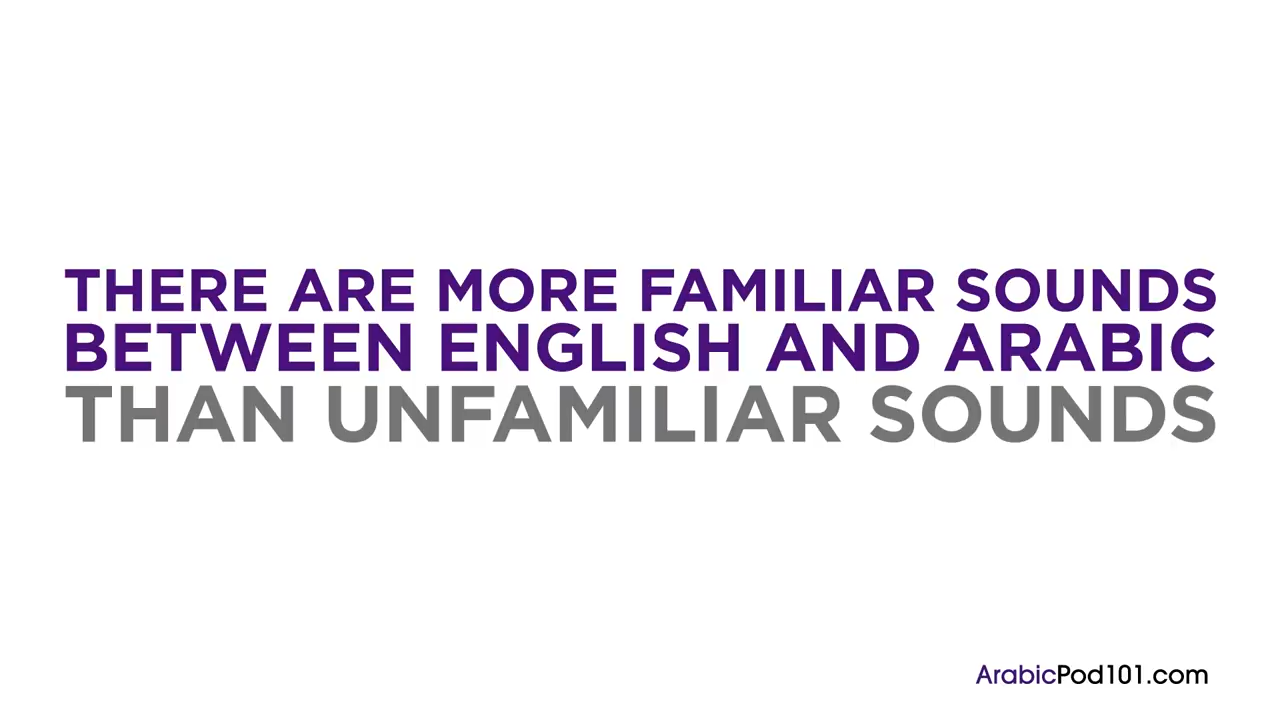 THERE ARE MORE FAMILIAR SOUNDS
BETWEEN ENGLISH AND ARABIC
THAN UNFAMILIAR SOUNDS
ArabicPod101.com